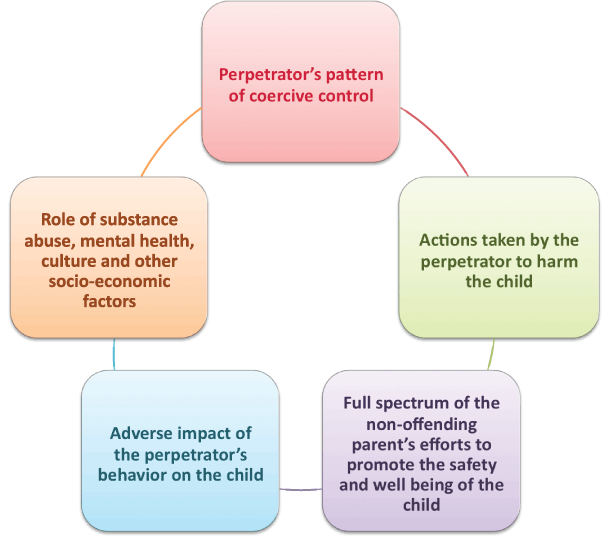 Perpetrator's pattern
of coercive control
Actions taken by the
perpetrator to harm
the child
Full spectrum of the
non-offending
parent's efforts to
promote the safety
and well being of the
child
Adverse impact of
the perpetrator's
behavior on the child
Role of substance
abuse, mental health,
culture and other
socio-economic
factors